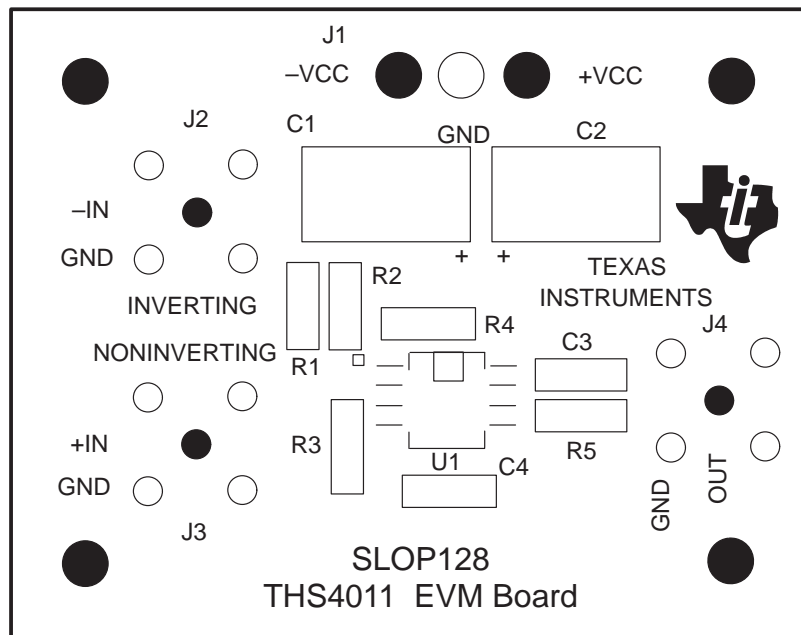 J1
–VCC
+VCC
J2
C1
GND
C2
–IN
GND
+ +
TEXAS
INSTRUMENTS
R2
INVERTING
R4
J4
NONINVERTING
R1
C3
+IN
R3
R5
GND
U1
C4
GND
OUT
J3
SLOP128
THS4011 EVM Board